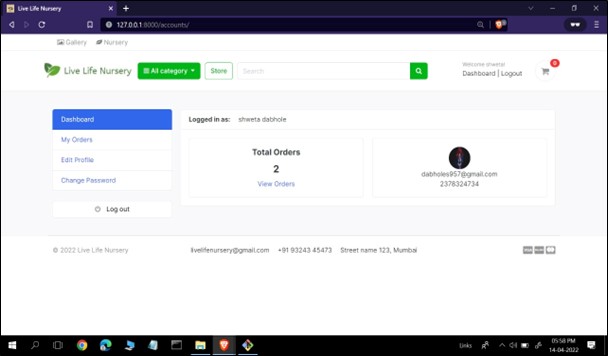 Live Life Nursery
127.0.0.1:8000/accounts/
Gallery Nursery
Live Life Nursery All category Store Search
Welcome shweta!
Dashboard | Logout
0
Dashboard
My Orders
Edit Profile
Change Password
Log out
Logged in as: shweta dabhole
Total Orders
2
View Orders
dabholes957@gmail.com
2378324734
© 2022 Live Life Nursery
livelifenursery@gmail.com +91 93243 45473 Street name 123, Mumbai
Links
05:58 PM
14-04-2022